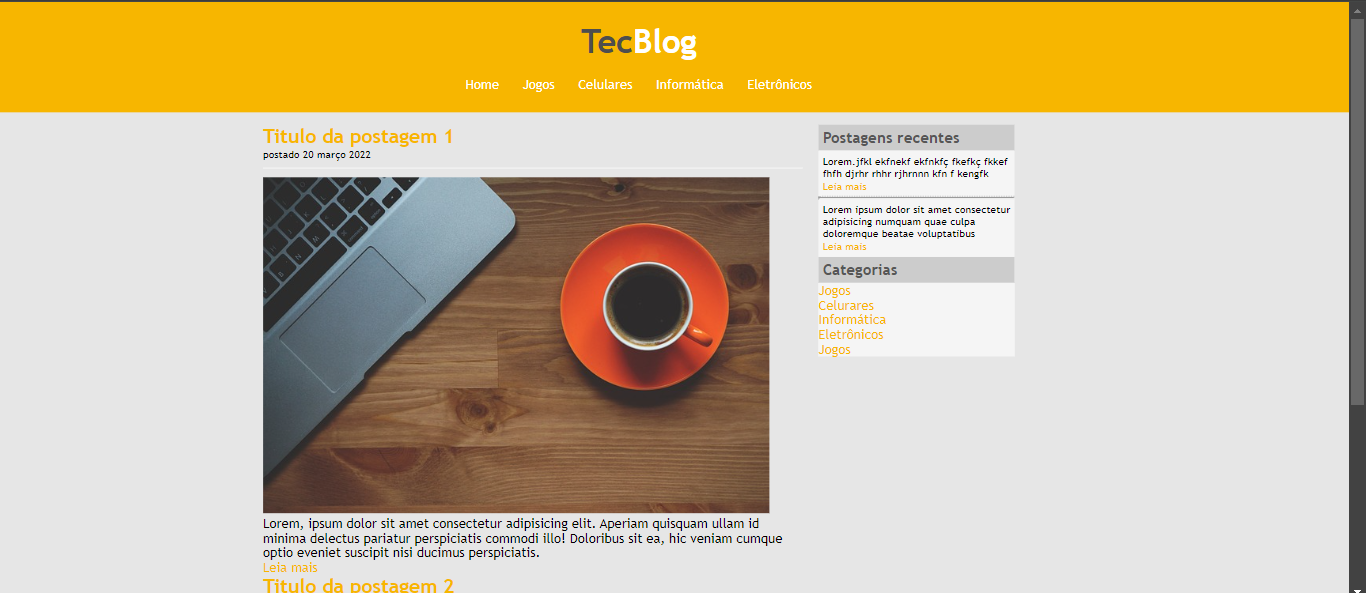 TecBlog
Home Jogos Celulares Informática Eletrônicos
Titulo da postagem 1
postado 20 março 2022
Lorem, ipsum dolor sit amet consectetur adipisicing elit. Aperiam quisquam ullam id
minima delectus pariatur perspiciatis commodi illo! Doloribus sit ea, hic veniam cumque
optio eveniet suscipit nisi ducimus perspiciatis.
Leia mais
Titulo da postagem 2
Postagens recentes
Lorem.jfkl ekfnekf ekfnkfç fkefkç fkkef
fhfh djrhr rhhr rjhrnnn kfn f kengfk
Leia mais
Lorem ipsum dolor sit amet consectetur
adipisicing numquam quae culpa
doloremque beatae voluptatibus
Leia mais
Categorias
Jogos
Celurares
Informática
Eletrônicos
Jogos